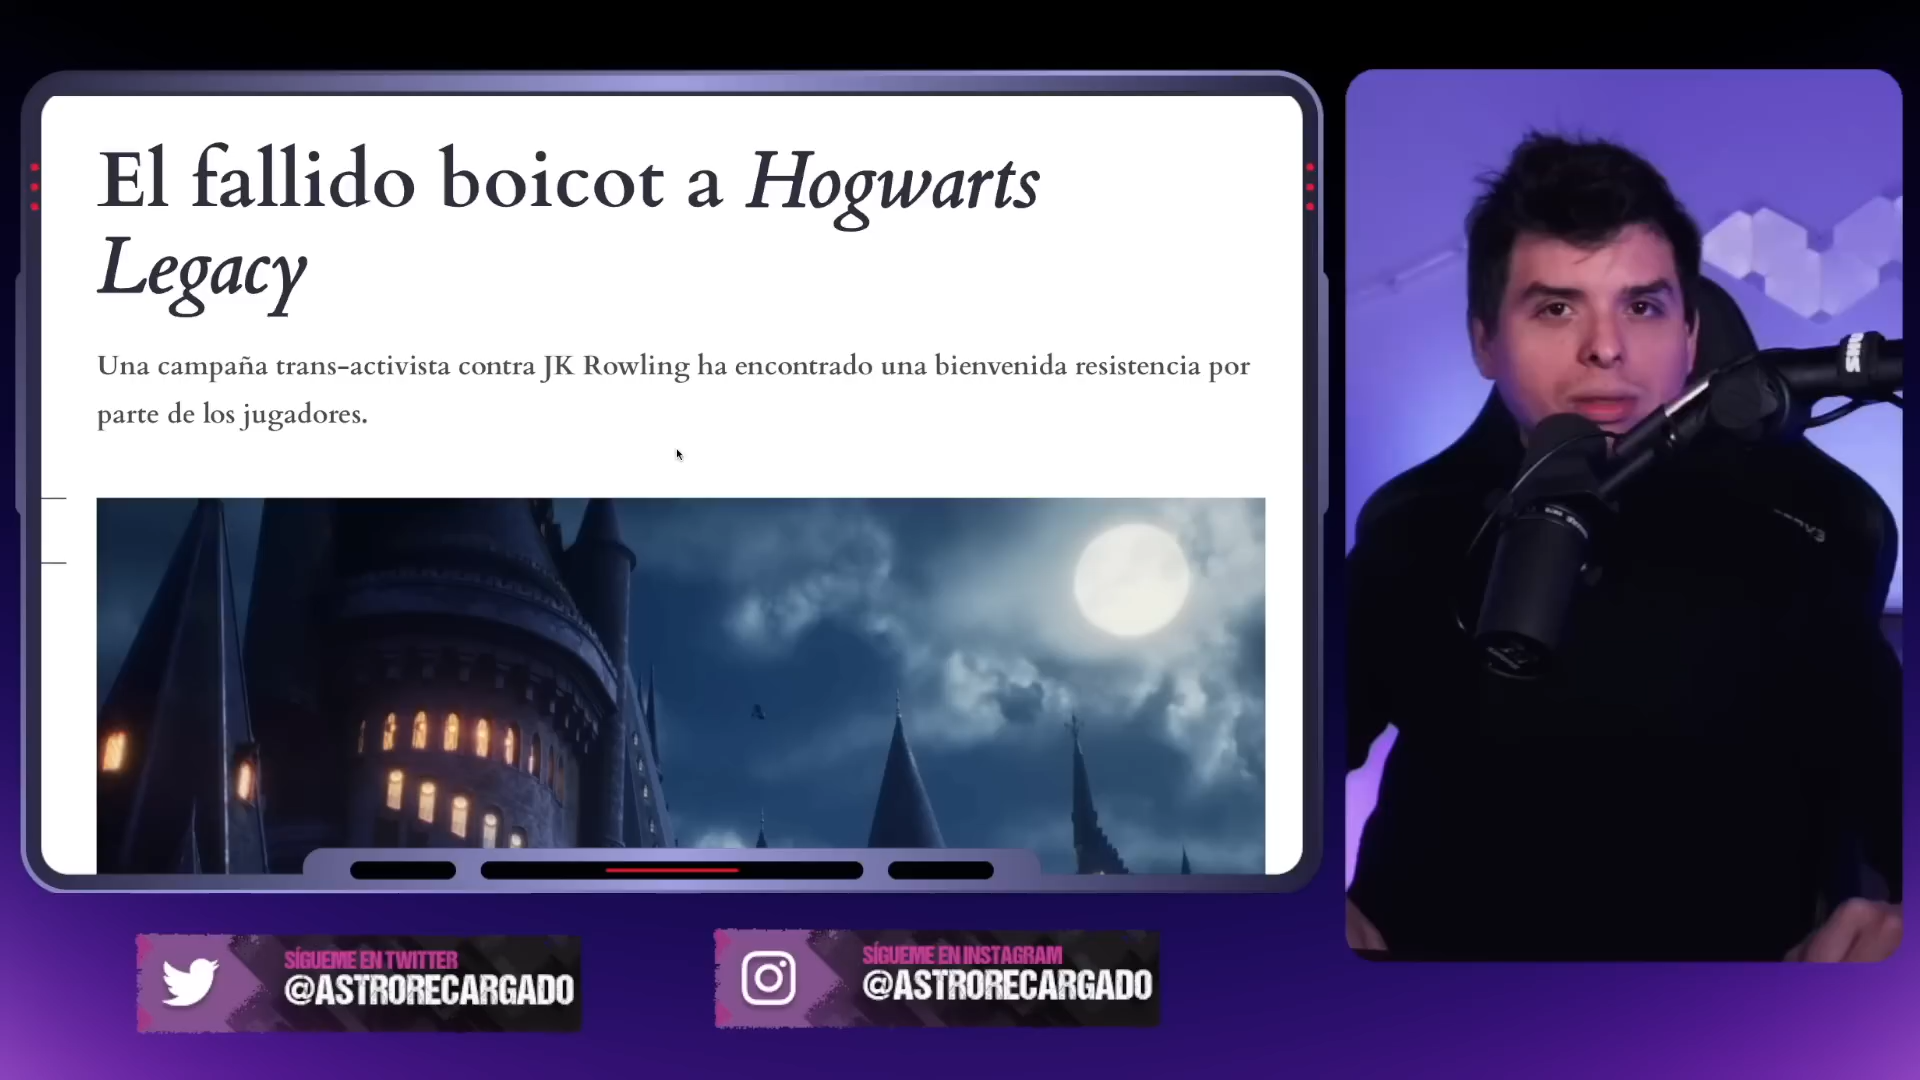 El fallido boicot a Hogwarts
Legacy
Una campaña trans-activista contra JK Rowling ha encontrado una bienvenida resistencia por
parte de los jugadores.
SÍGUEME EN TWITTER
@ASTRORECARGADO
SÍGUEME EN INSTAGRAM
@ASTRORECARGADO